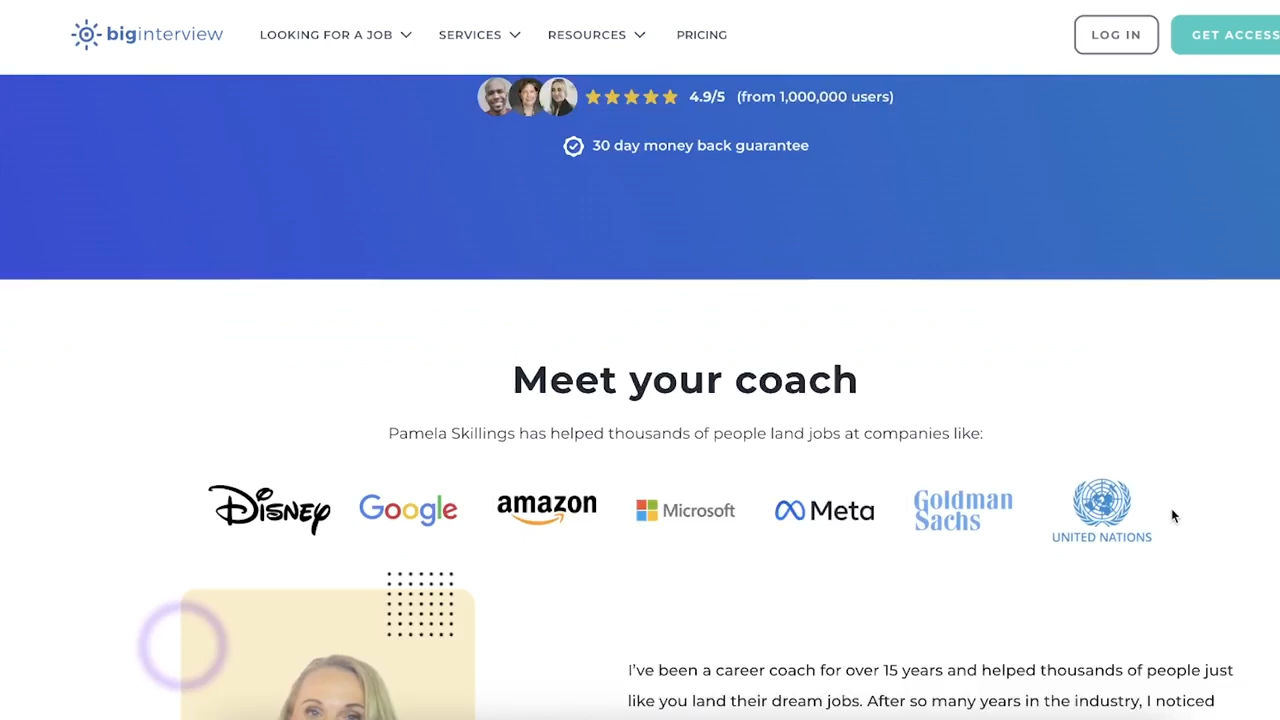 biginterview
LOOKING FOR A JOB
SERVICES
RESOURCES
PRICING
LOG IN
GET ACCESS
4.9/5 (from 1,000,000 users)
30 day money back guarantee
Meet your coach
Pamela Skillings has helped thousands of people land jobs at companies like:
Disney
Google
amazon
Microsoft
Meta
Goldman
Sachs
UNITED NATIONS
I’ve been a career coach for over 15 years and helped thousands of people just
like you land their dream jobs. After so many years in the industry, I noticed